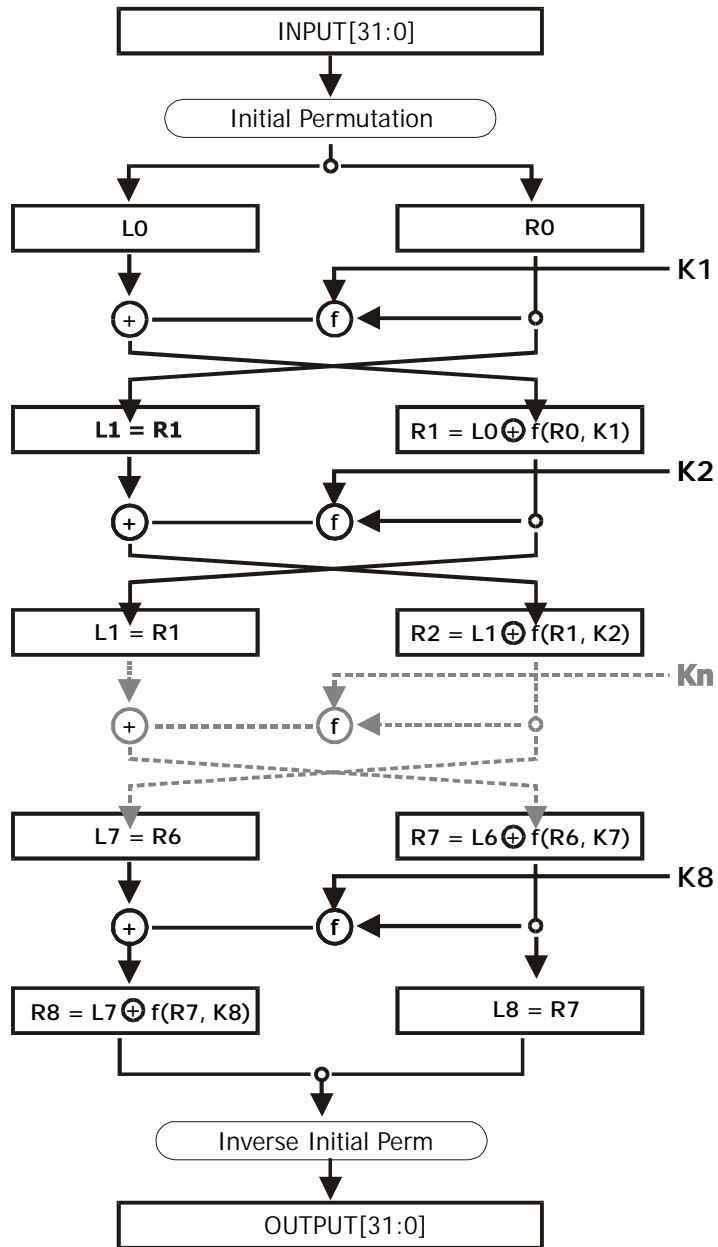 INPUT[31:0]
Initial Permutation
L0
R0
K1
+
f
L1 = R1
R1 = L0 ⊕ f(R0, K1)
K2
+
f
L1 = R1
R2 = L1 ⊕ f(R1, K2)
Kn
+
f
L7 = R6
R7 = L6 ⊕ f(R6, K7)
K8
+
f
R8 = L7 ⊕ f(R7, K8)
L8 = R7
Inverse Initial Perm
OUTPUT[31:0]